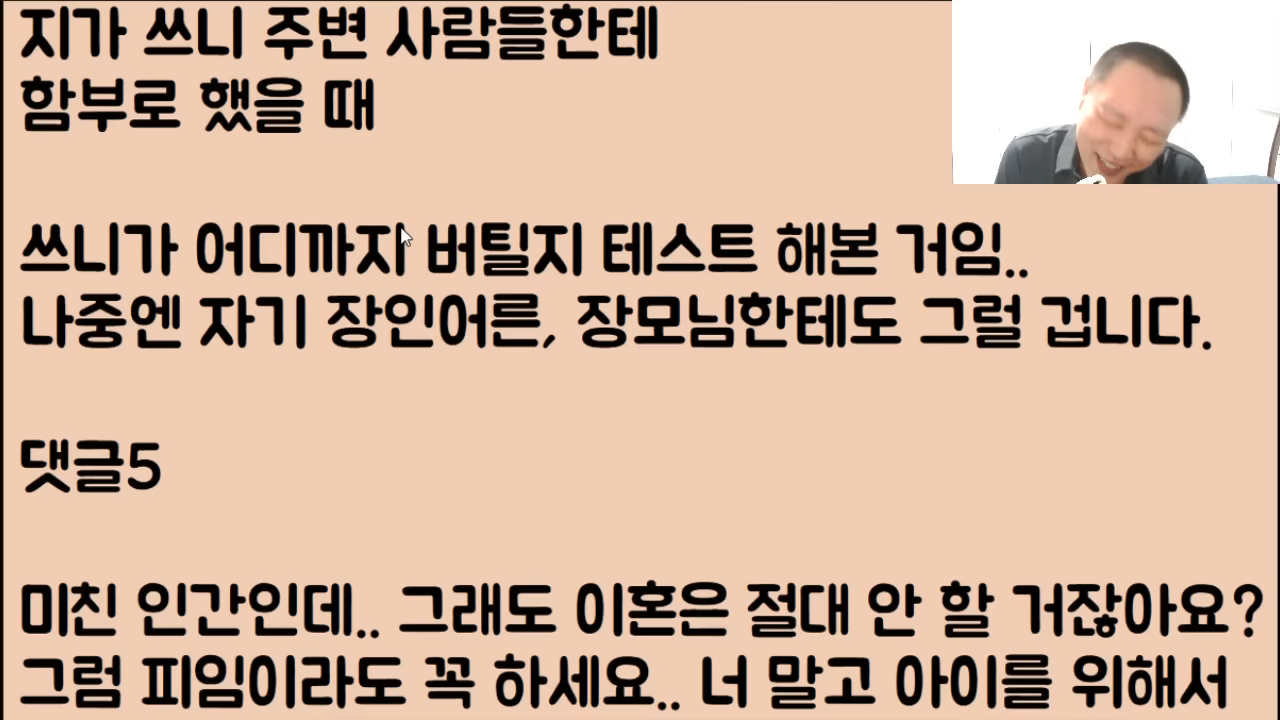 지가 쓰니 주변 사람들한테
함부로 했을 때
쓰니가 어디까지 버틸지 테스트 해본 거임..
나중엔 자기 장인어른, 장모님한테도 그럴 겁니다.
댓글5
미친 인간인데.. 그래도 이혼은 절대 안 할 거잖아요?
그럼 피임이라도 꼭 하세요.. 너 말고 아이를 위해서